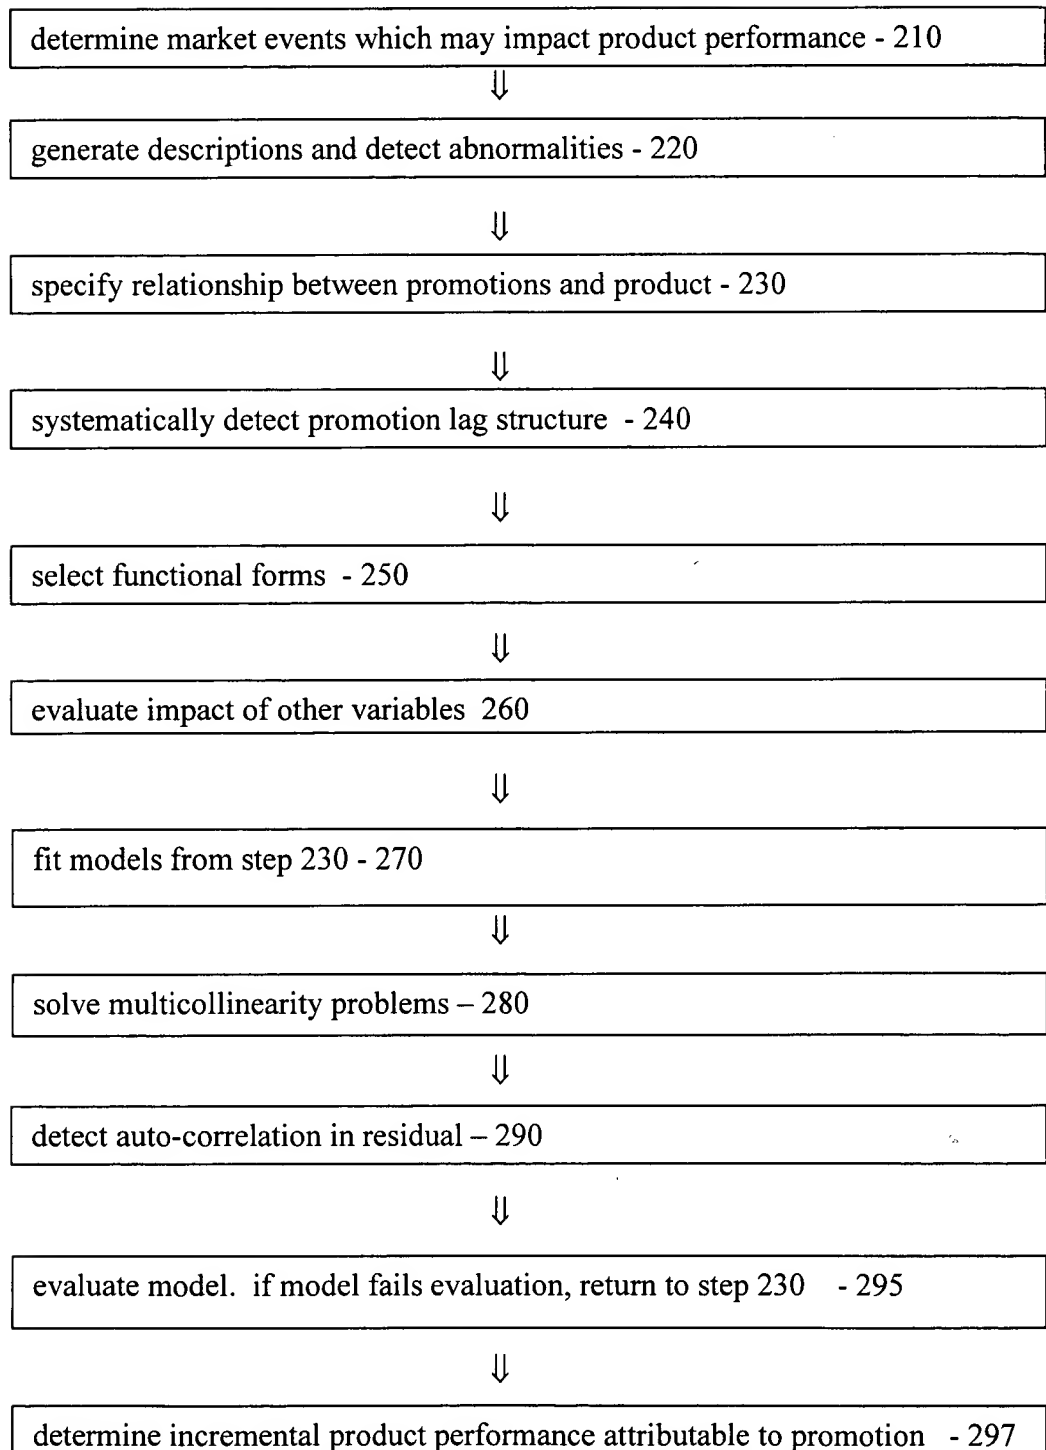 determine market events which may impact product performance - 210
⇓
generate descriptions and detect abnormalities - 220
⇓
specify relationship between promotions and product - 230
⇓
systematically detect promotion lag structure - 240
⇓
select functional forms - 250
⇓
evaluate impact of other variables 260
⇓
fit models from step 230 - 270
⇓
solve multicollinearity problems – 280
⇓
detect auto-correlation in residual – 290
⇓
evaluate model. if model fails evaluation, return to step 230 - 295
⇓
determine incremental product performance attributable to promotion - 297